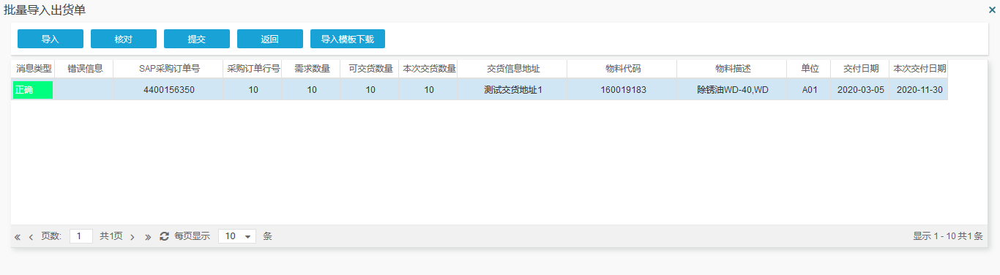 批量导入出货单
导入 核对 提交 返回 导入模板下载
消息类型 错误信息 SAP采购订单号 采购订单行号 需求数量 可交货数量 本次交货数量 交货信息地址 物料代码 物料描述 单位 交付日期 本次交付日期
正确 4400156350 10 10 10 10 测试交货地址1 160019183 除锈油WD-40,WD A01 2020-03-05 2020-11-30
页数: 1 共1页 每页显示 10 条 显示 1 - 10 共1 条